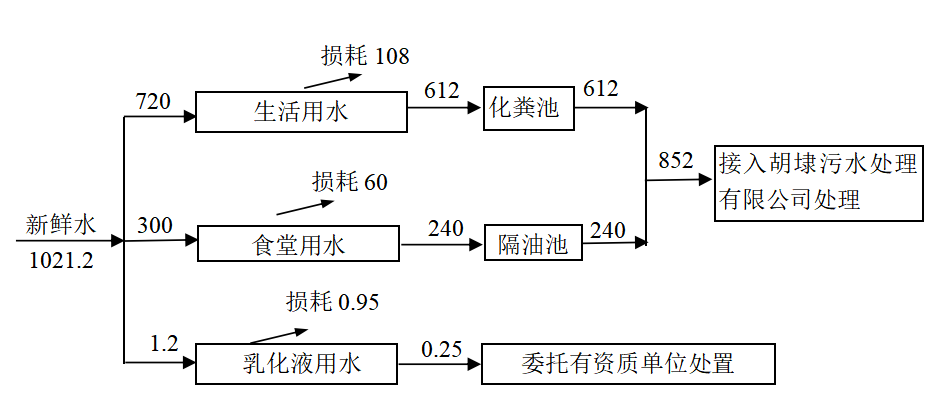 损耗 108
720
生活用水
612
化粪池
612
852
接入胡埭污水处理
有限公司处理
损耗 60
新鲜水
1021.2
300
食堂用水
240
隔油池
240
损耗 0.95
1.2
乳化液用水
0.25
委托有资质单位处置